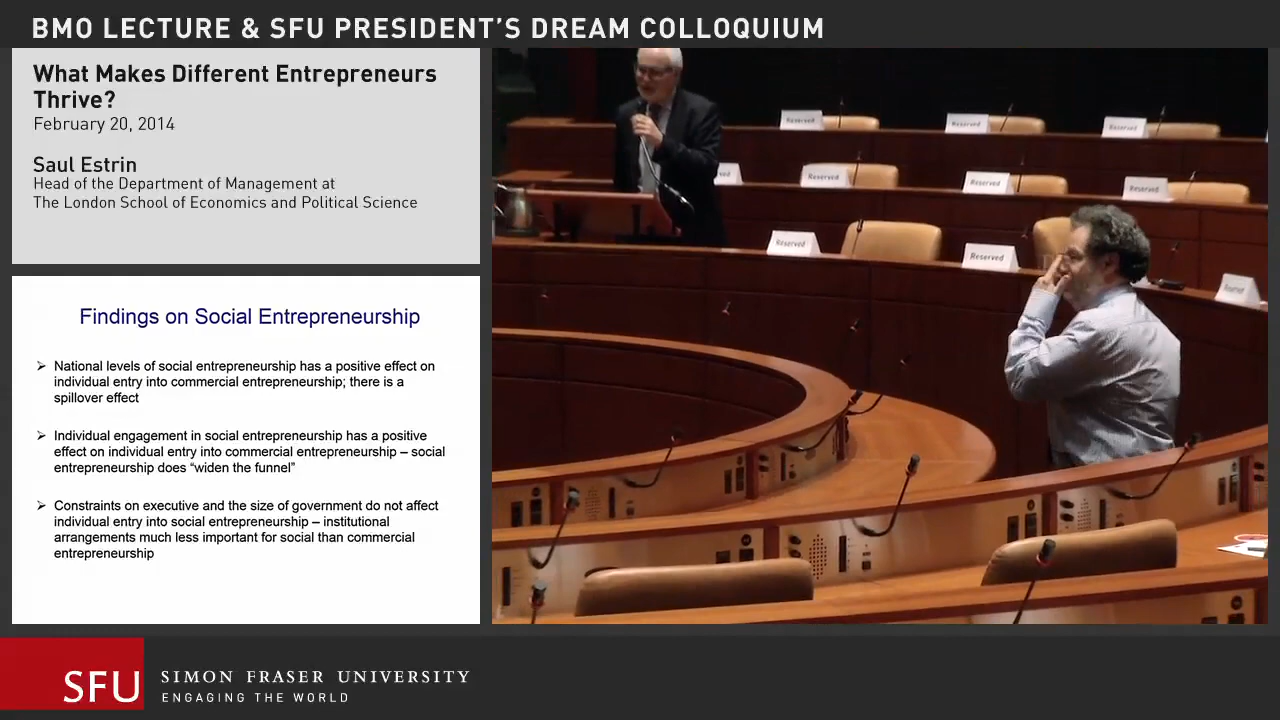 BMO LECTURE & SFU PRESIDENT'S DREAM COLLOQUIUM
What Makes Different Entrepreneurs
Thrive?
February 20, 2014
Saul Estrin
Head of the Department of Management at
The London School of Economics and Political Science
Findings on Social Entrepreneurship
➢ National levels of social entrepreneurship has a positive effect on
individual entry into commercial entrepreneurship; there is a
spillover effect
➢ Individual engagement in social entrepreneurship has a positive
effect on individual entry into commercial entrepreneurship – social
entrepreneurship does “widen the funnel”
➢ Constraints on executive and the size of government do not affect
individual entry into social entrepreneurship – institutional
arrangements much less important for social than commercial
entrepreneurship
Reserved
Reserved
Reserved
Reserved
Reserved
Reserved
Reserved
Reserved
SFU
SIMON FRASER UNIVERSITY
ENGAGING THE WORLD